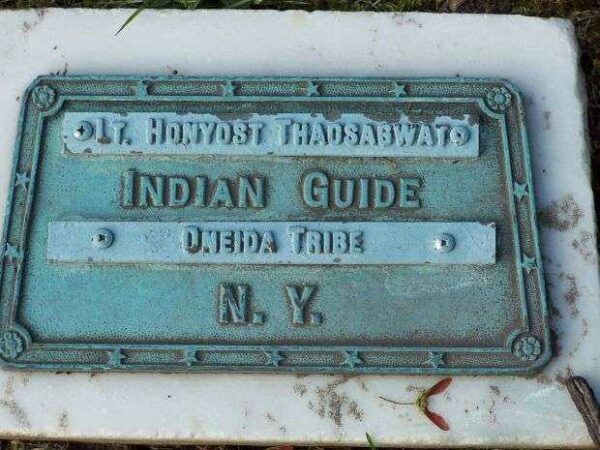 LT. HONYOST THAOSAGWAT
INDIAN GUIDE
ONEIDA TRIBE
N. Y.